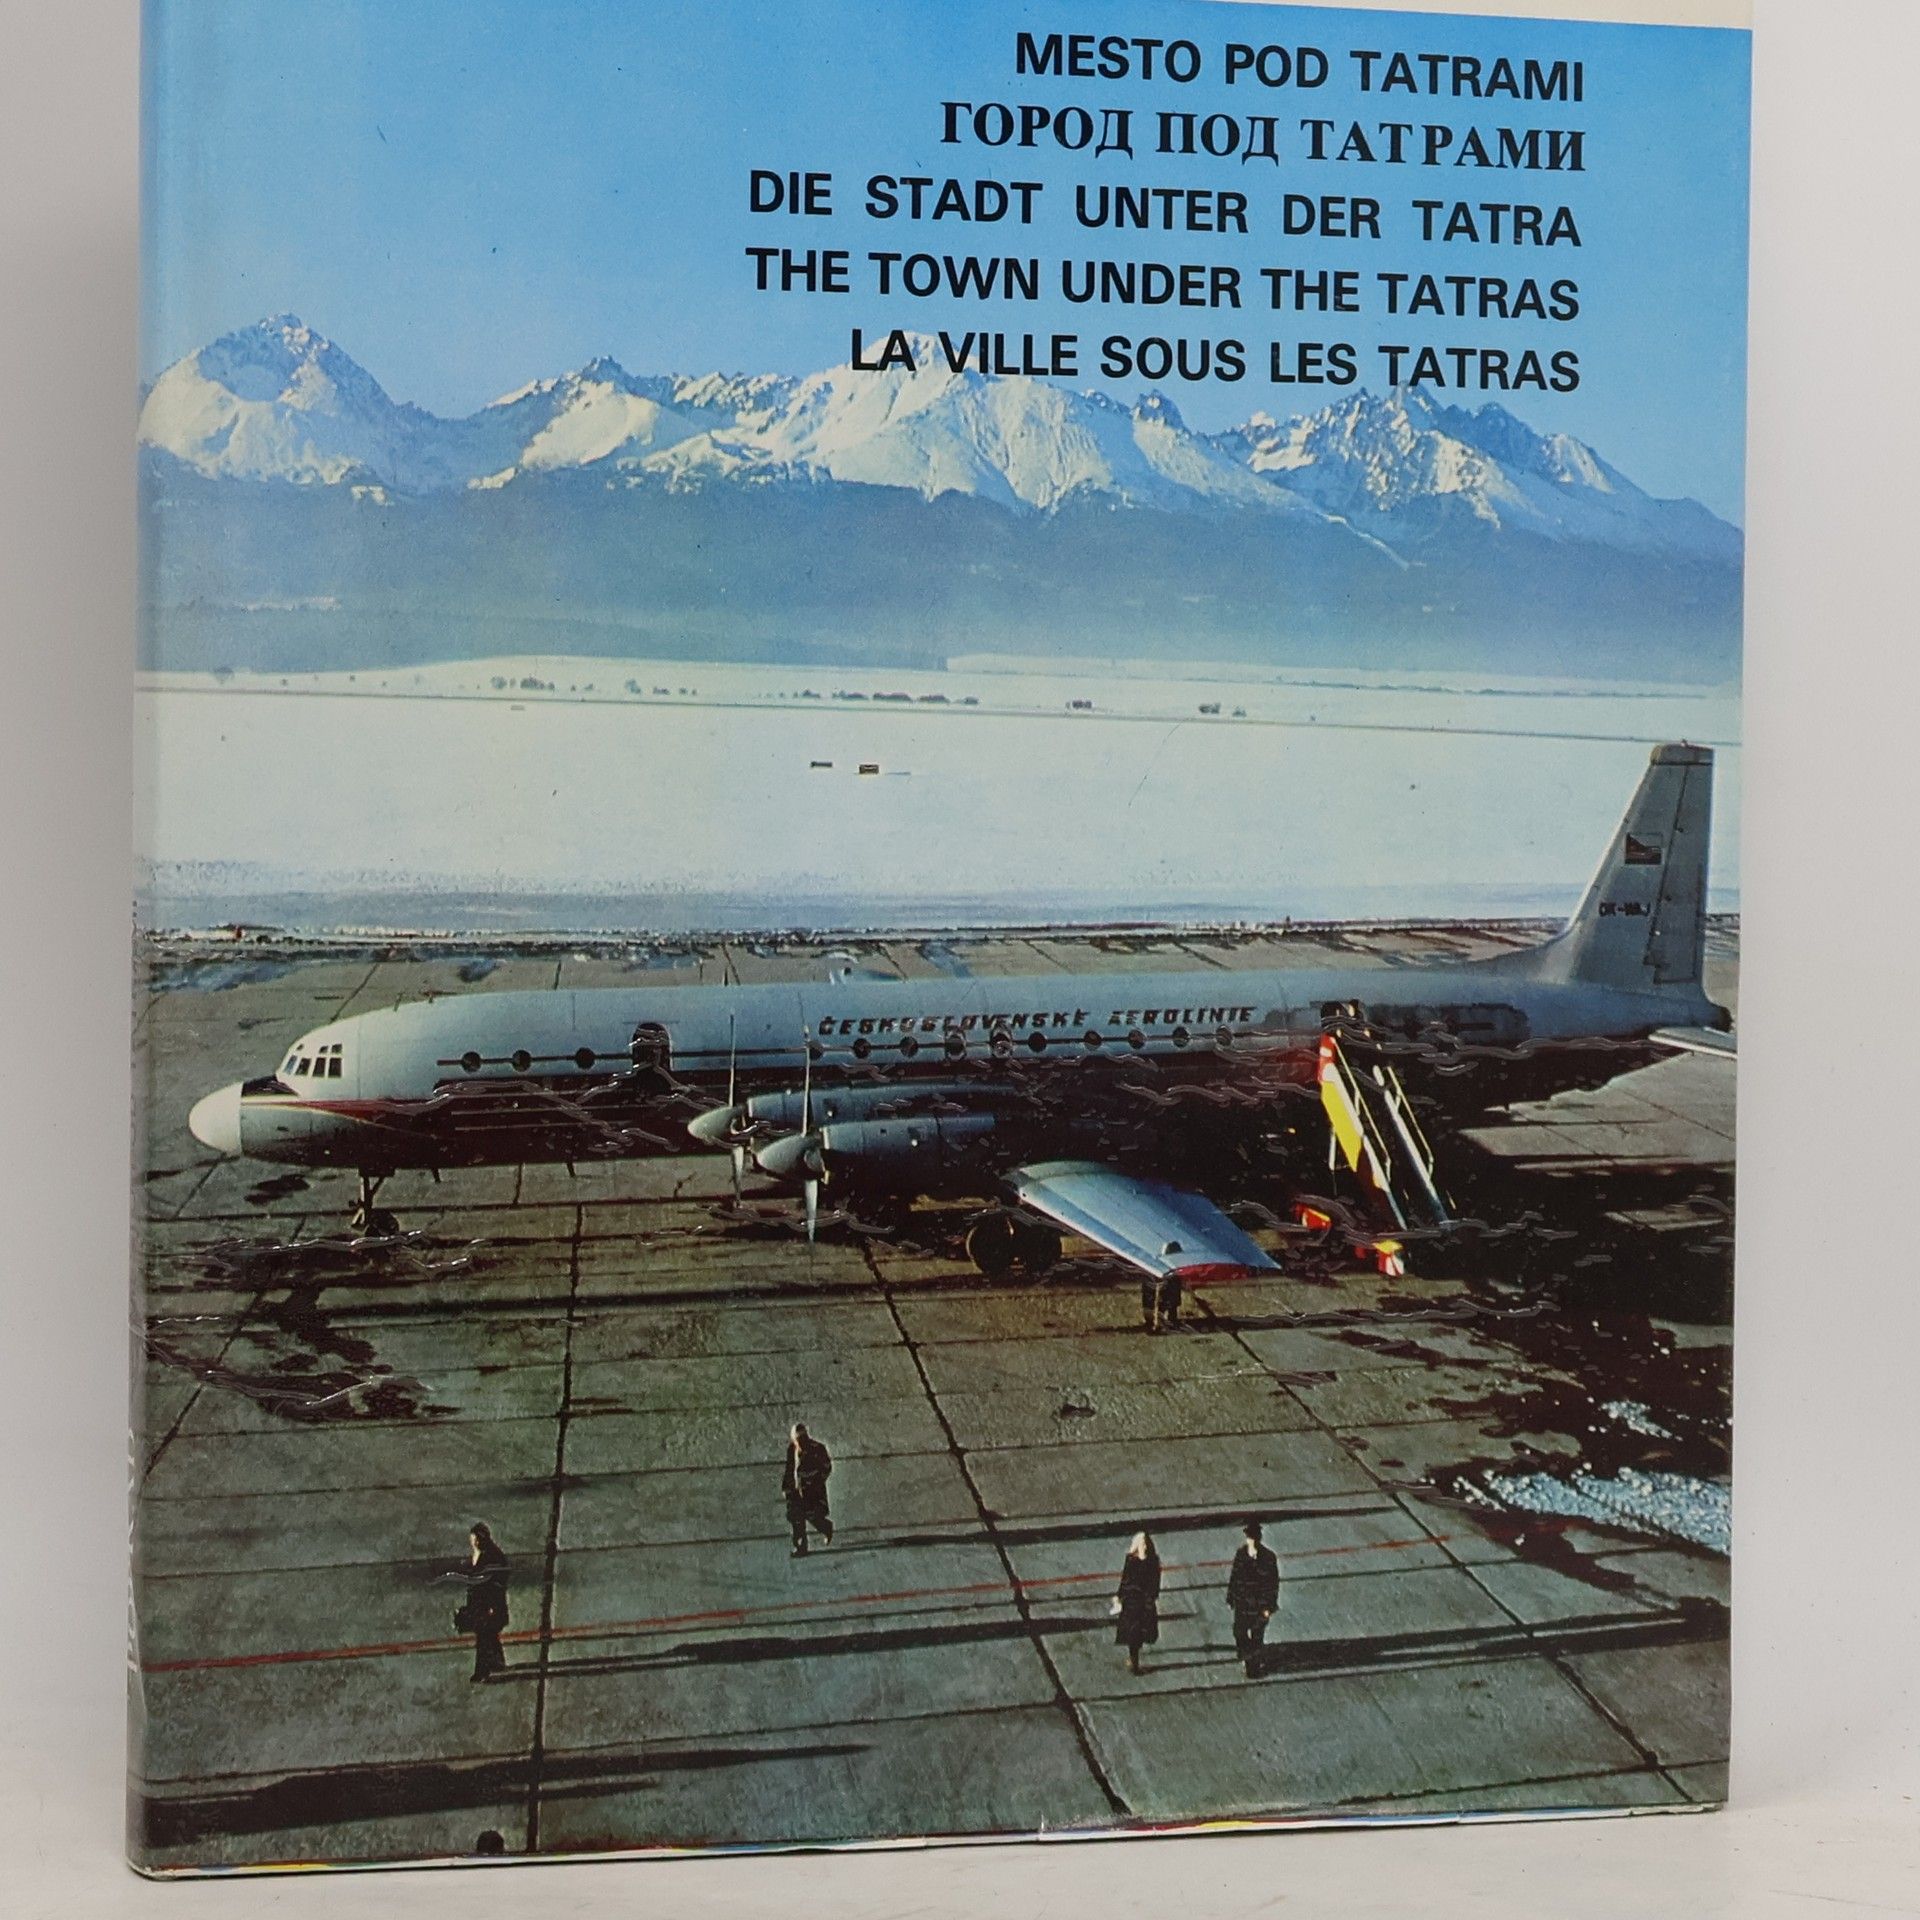 MESTO POD TATRAMI
ГОРОД ПОД ТАТРАМИ
DIE STADT UNTER DER TATRA
THE TOWN UNDER THE TATRAS
LA VILLE SOUS LES TATRAS
ČESKOSLOVENSKÉ AEROLINIE